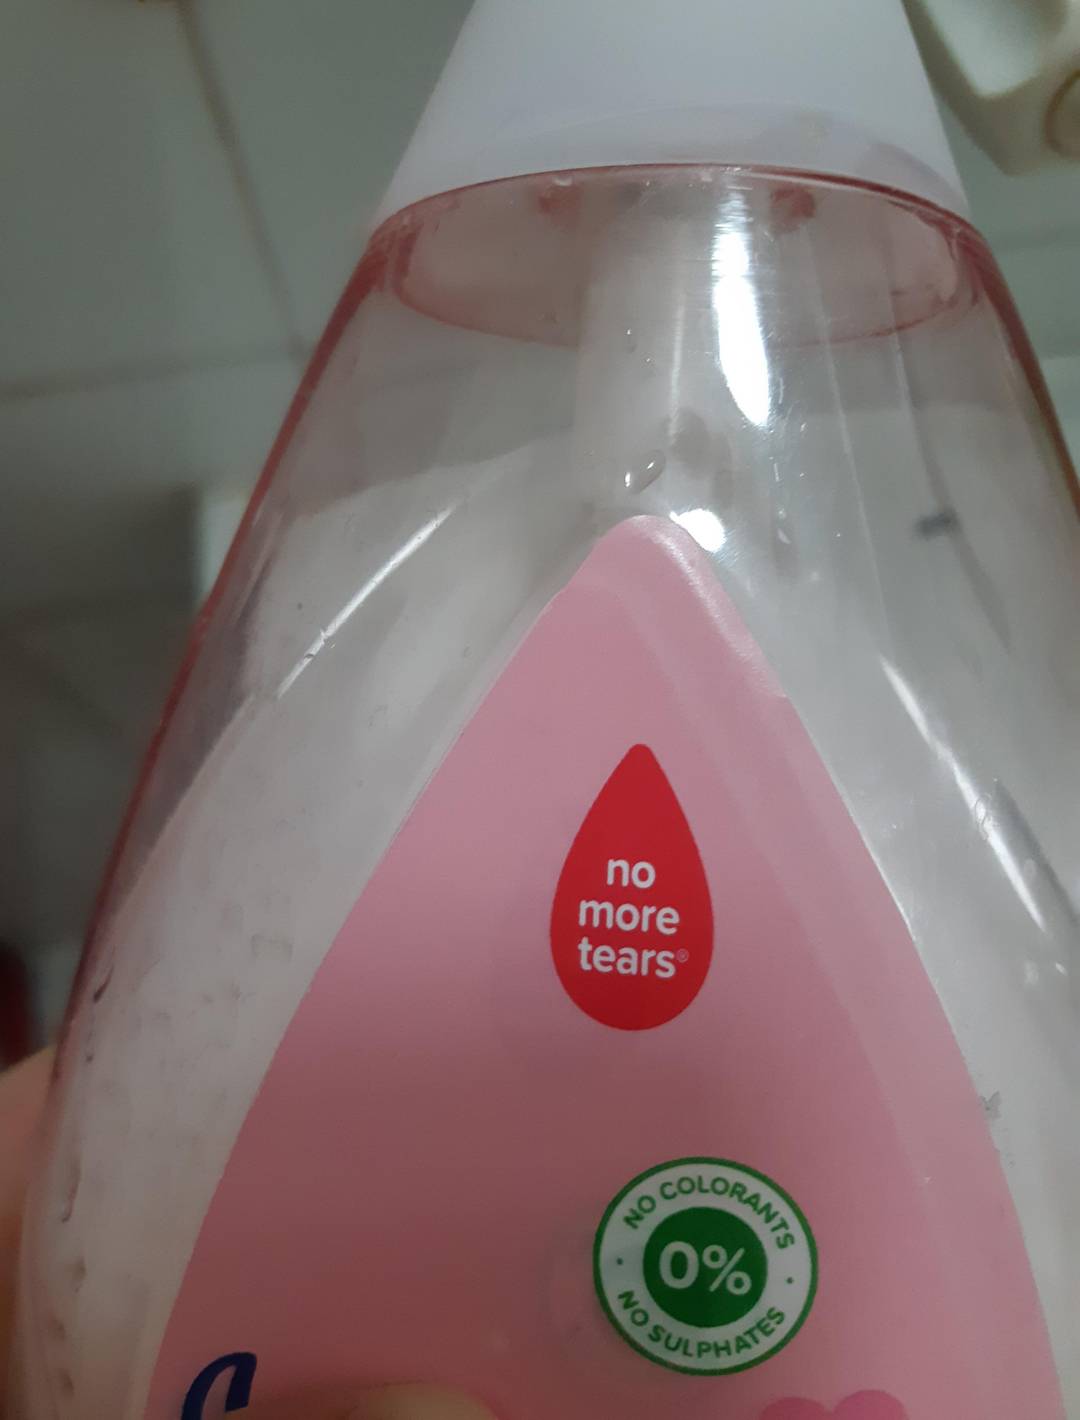 no
more
tears®
NO COLORANTS
0%
NO SULPHATES